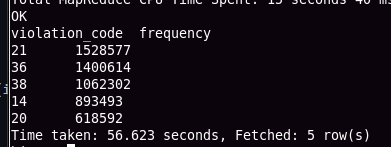 Total MapReduce CPU Time Spent: 15 seconds 40 ms
OK
violation_code frequency
21 1528577
36 1400614
38 1062302
14 893493
20 618592
Time taken: 56.623 seconds, Fetched: 5 row(s)